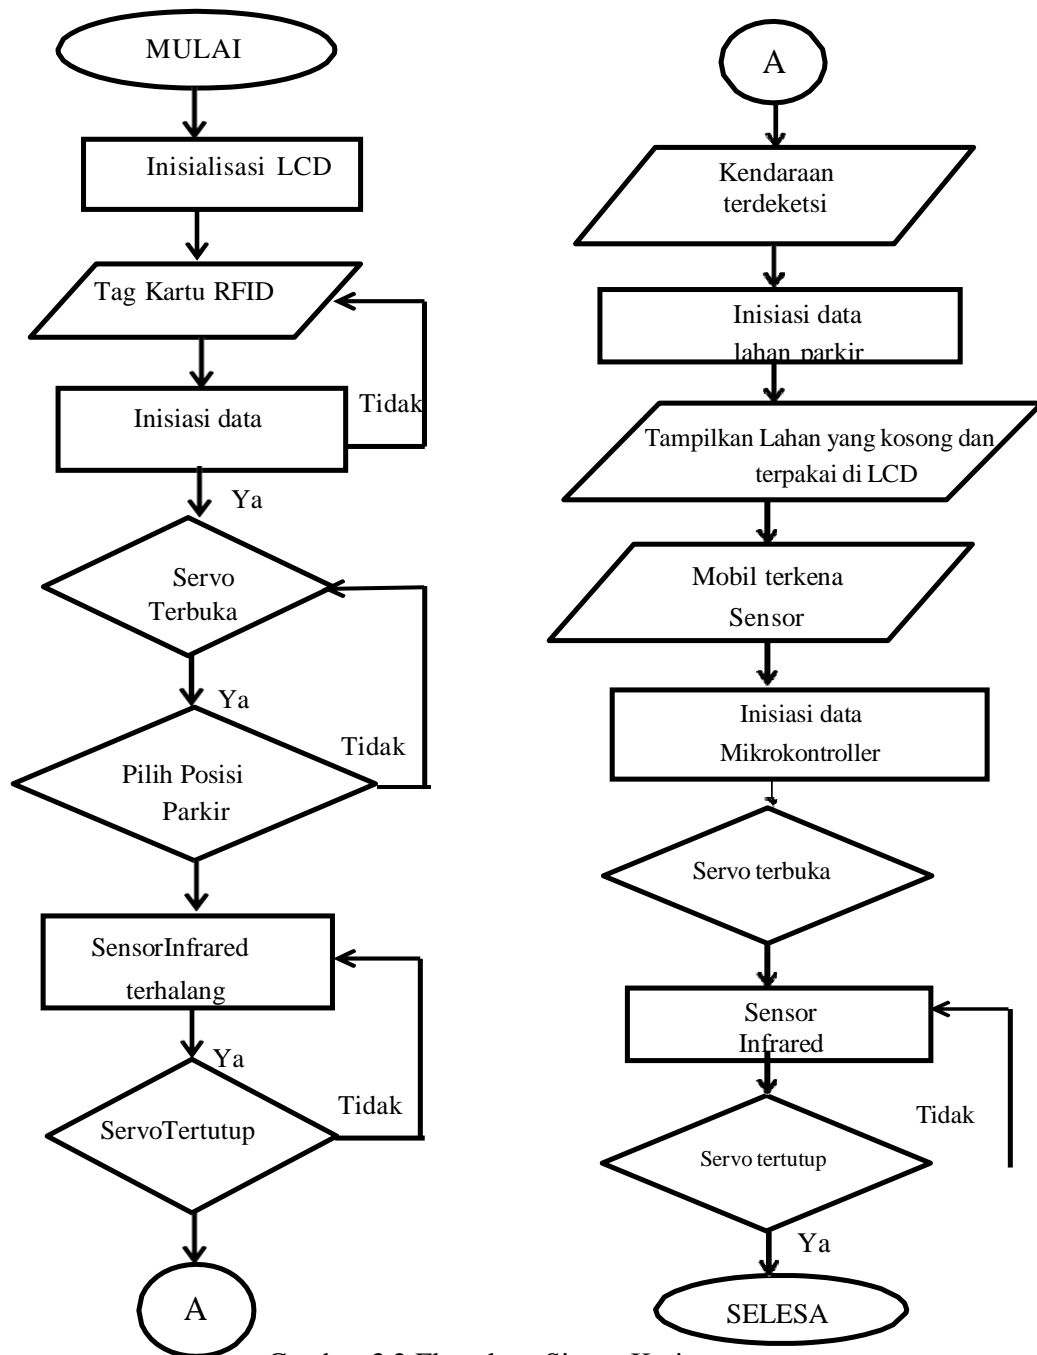 MULAI
Inisialisasi LCD
Tag Kartu RFID
Tidak
Inisiasi data
Ya
Servo
Terbuka
Ya
Tidak
Pilih Posisi
Parkir
SensorInfrared
terhalang
Ya
Tidak
ServoTertutup
A
A
Kendaraan
terdeketsi
Inisiasi data
lahan parkir
Tampilkan Lahan yang kosong dan
terpakai di LCD
Mobil terkena
Sensor
Inisiasi data
Mikrokontroller
Servo terbuka
Sensor
Infrared
Tidak
Servo tertutup
Ya
SELESA